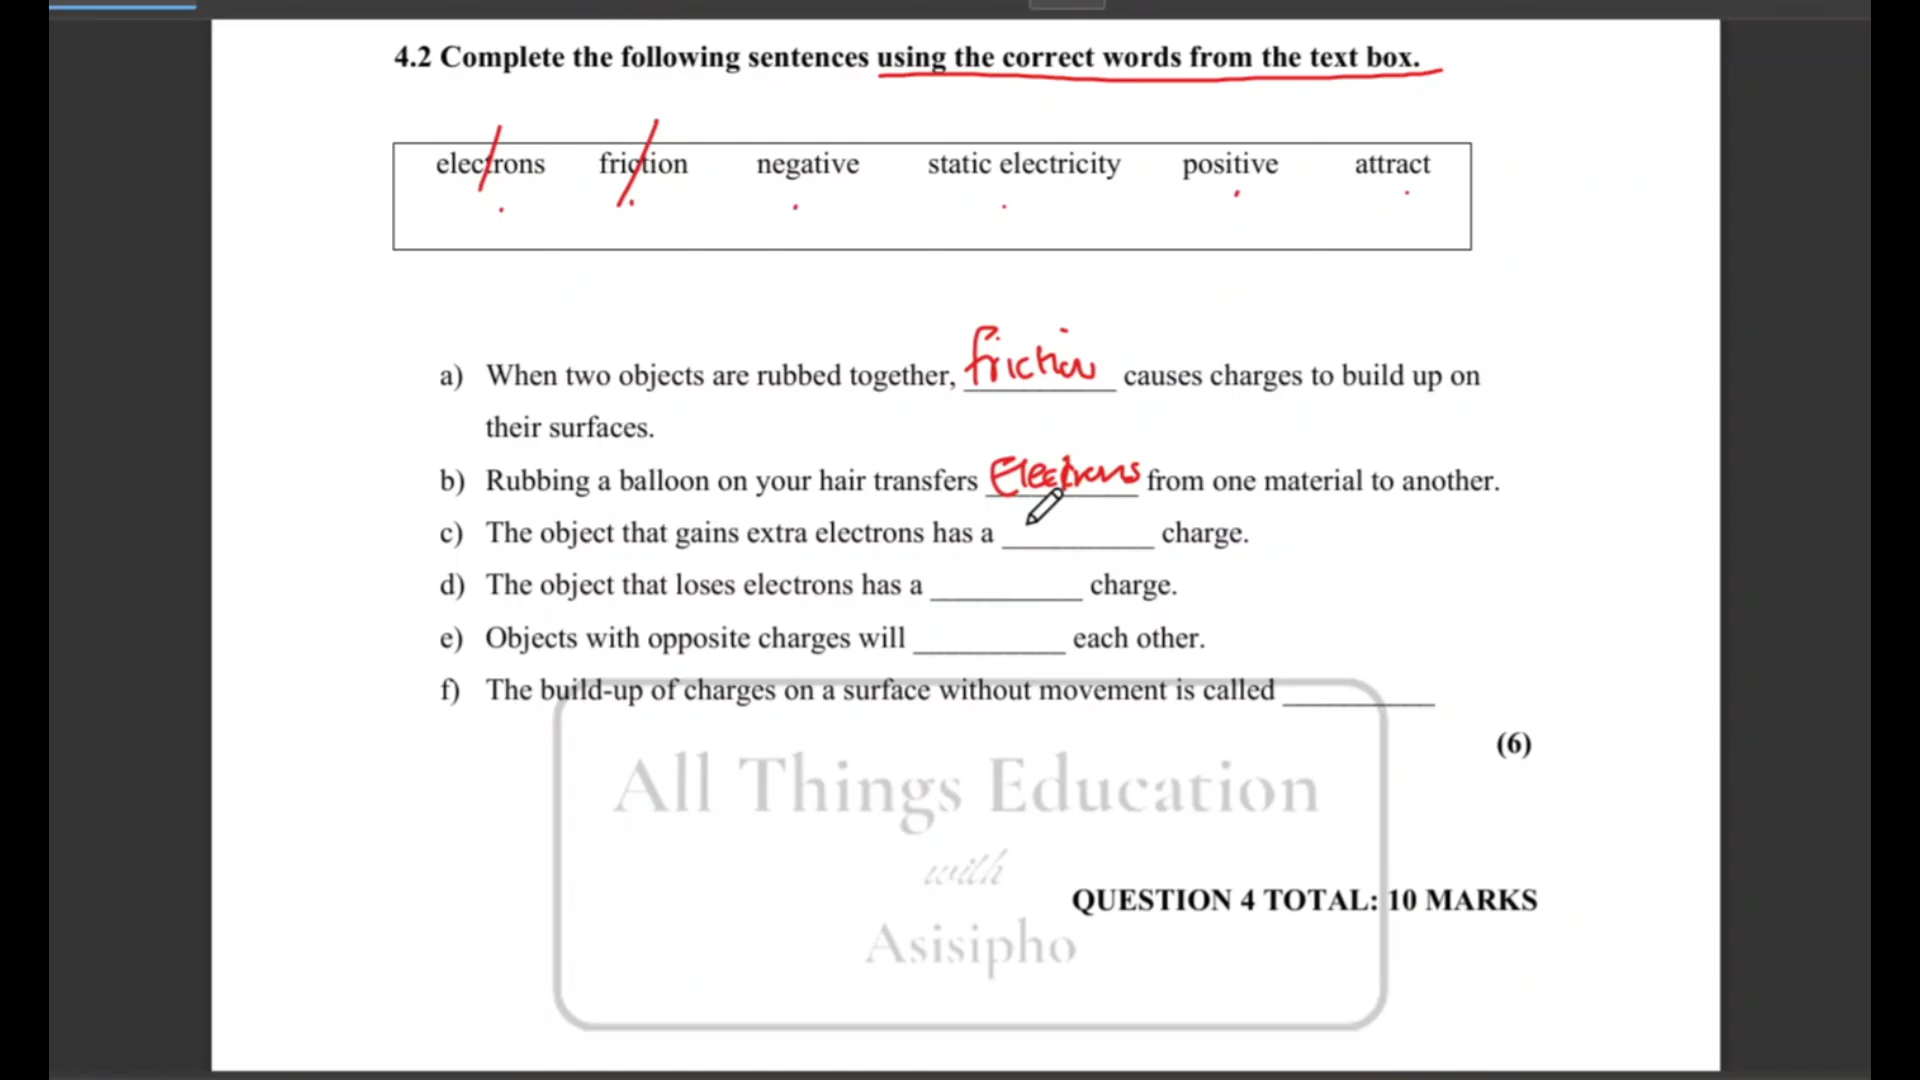 4.2 Complete the following sentences using the correct words from the text box.
electrons friction negative static electricity positive attract
a) When two objects are rubbed together, friction causes charges to build up on
their surfaces.
b) Rubbing a balloon on your hair transfers Electrons from one material to another.
c) The object that gains extra electrons has a __________ charge.
d) The object that loses electrons has a __________ charge.
e) Objects with opposite charges will __________ each other.
f) The build-up of charges on a surface without movement is called __________
(6)
All Things Education
with
QUESTION 4 TOTAL: 10 MARKS
Asisipho